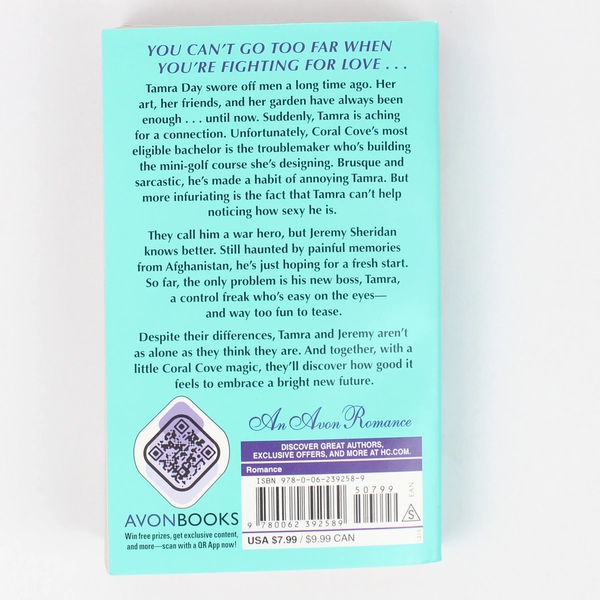 YOU CAN'T GO TOO FAR WHEN
YOU'RE FIGHTING FOR LOVE . . .
Tamra Day swore off men a long time ago. Her
art, her friends, and her garden have always been
enough . . . until now. Suddenly, Tamra is aching
for a connection. Unfortunately, Coral Cove's most
eligible bachelor is the troublemaker who's building
the mini-golf course she's designing. Brusque and
sarcastic, he's made a habit of annoying Tamra. But
more infuriating is the fact that Tamra can't help
noticing how sexy he is.
They call him a war hero, but Jeremy Sheridan
knows better. Still haunted by painful memories
from Afghanistan, he's just hoping for a fresh start.
So far, the only problem is his new boss, Tamra,
a control freak who's easy on the eyes—
and way too fun to tease.
Despite their differences, Tamra and Jeremy aren't
as alone as they think they are. And together, with a
little Coral Cove magic, they'll discover how good it
feels to embrace a bright new future.
An Avon Romance
DISCOVER GREAT AUTHORS,
EXCLUSIVE OFFERS, AND MORE AT HC.COM.
Romance
ISBN 978-0-06-239258-9
50799
EAN
S
9 780062 392589
USA $7.99 / $9.99 CAN
AVONBOOKS
Win free prizes, get exclusive content,
and more—scan with a QR App now!